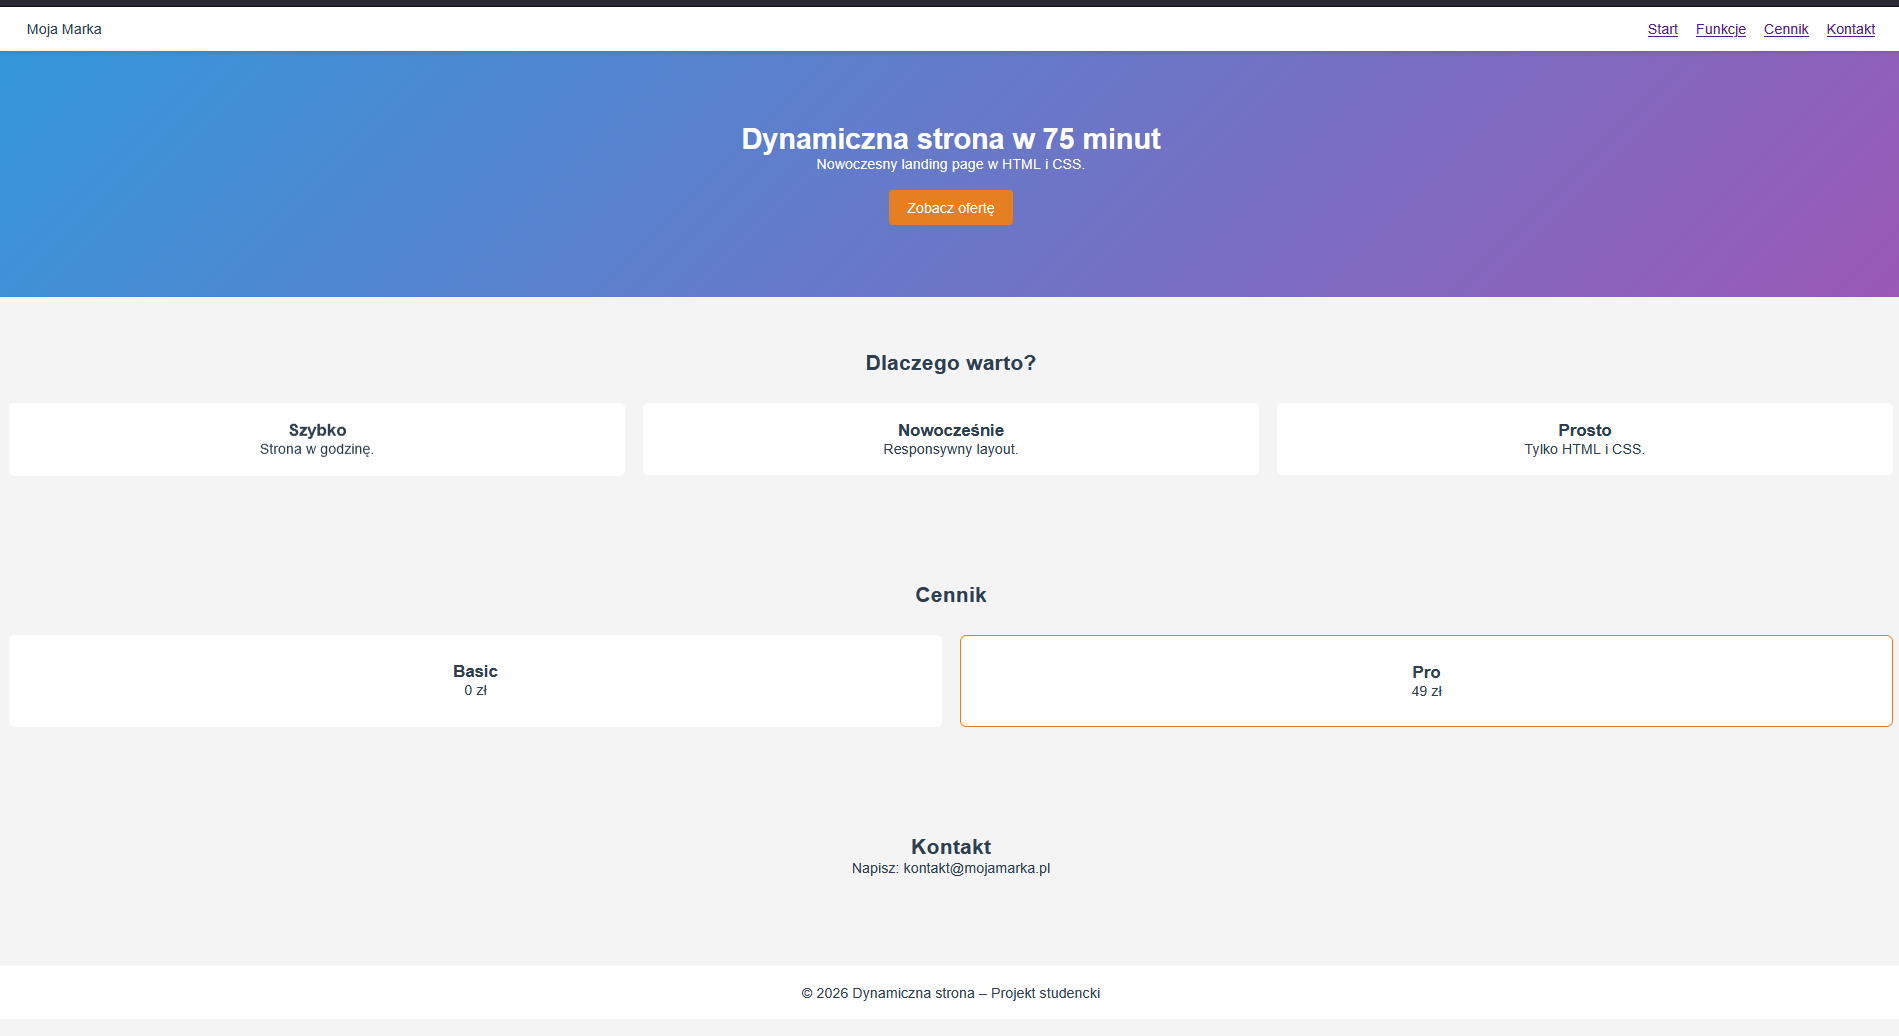 Moja Marka
Start Funkcje Cennik Kontakt
Dynamiczna strona w 75 minut
Nowoczesny landing page w HTML i CSS.
Zobacz ofertę
Dlaczego warto?
Szybko
Strona w godzinę.
Nowocześnie
Responsywny layout.
Prosto
Tylko HTML i CSS.
Cennik
Basic
0 zł
Pro
49 zł
Kontakt
Napisz: kontakt@mojamarka.pl
© 2026 Dynamiczna strona – Projekt studencki